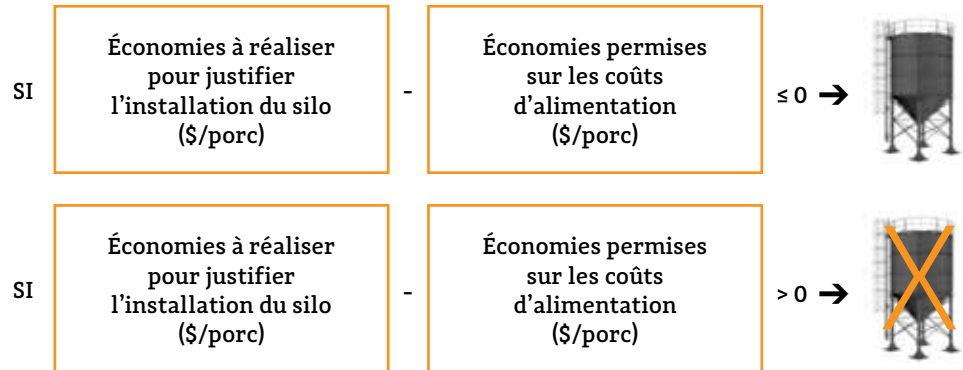 Économies à réaliser
pour justifier
l'installation du silo
($/porc)
SI
-
Économies permises
sur les coûts
d'alimentation
($/porc)
≤ 0 ➔
Économies à réaliser
pour justifier
l'installation du silo
($/porc)
SI
-
Économies permises
sur les coûts
d'alimentation
($/porc)
> 0 ➔